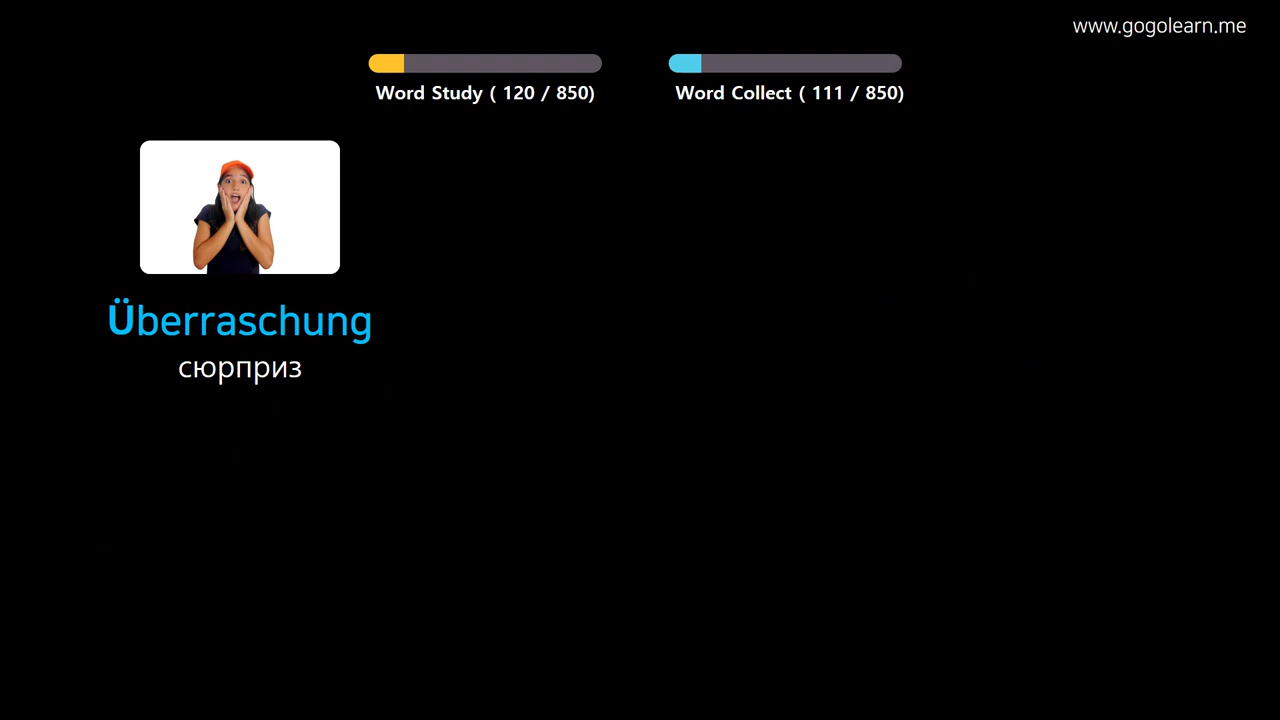 www.gogolearn.me
Word Study ( 120 / 850)
Word Collect ( 111 / 850)
Überraschung
сюрприз